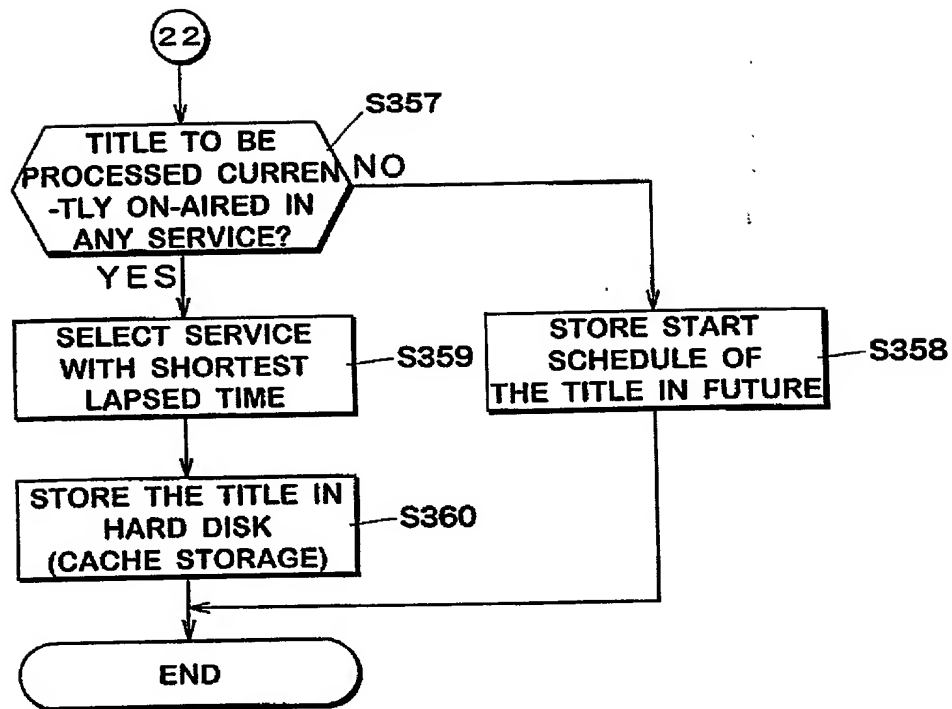 22
S357
TITLE TO BE
PROCESSED CURREN
-TLY ON-AIRED IN
ANY SERVICE?
NO
YES
SELECT SERVICE
WITH SHORTEST
LAPSED TIME
S359
STORE START
SCHEDULE OF
THE TITLE IN FUTURE
S358
STORE THE TITLE IN
HARD DISK
(CACHE STORAGE)
S360
END